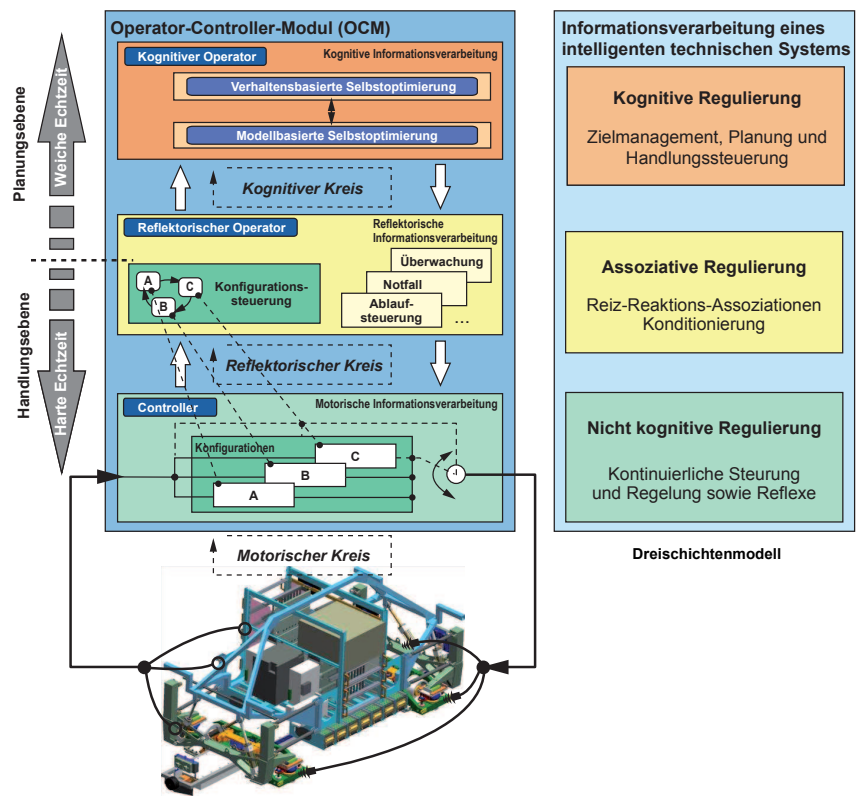 Planungsebene
Handlungsebene
Weiche Echtzeit
Harte Echtzeit
Operator-Controller-Modul (OCM)
Kognitiver Operator
Kognitive Informationsverarbeitung
Verhaltensbasierte Selbstoptimierung
Modellbasierte Selbstoptimierung
Kognitiver Kreis
Reflektorischer Operator
Reflektorische
Informationsverarbeitung
A
C
B
Konfigurations-
steuerung
Überwachung
Notfall
Ablauf-
steuerung
...
Reflektorischer Kreis
Controller
Motorische Informationsverarbeitung
Konfigurationen
C
B
A
Motorischer Kreis
Informationsverarbeitung eines
intelligenten technischen Systems
Kognitive Regulierung
Zielmanagement, Planung und
Handlungssteuerung
Assoziative Regulierung
Reiz-Reaktions-Assoziationen
Konditionierung
Nicht kognitive Regulierung
Kontinuierliche Steurung
und Regelung sowie Reflexe
Dreischichtenmodell